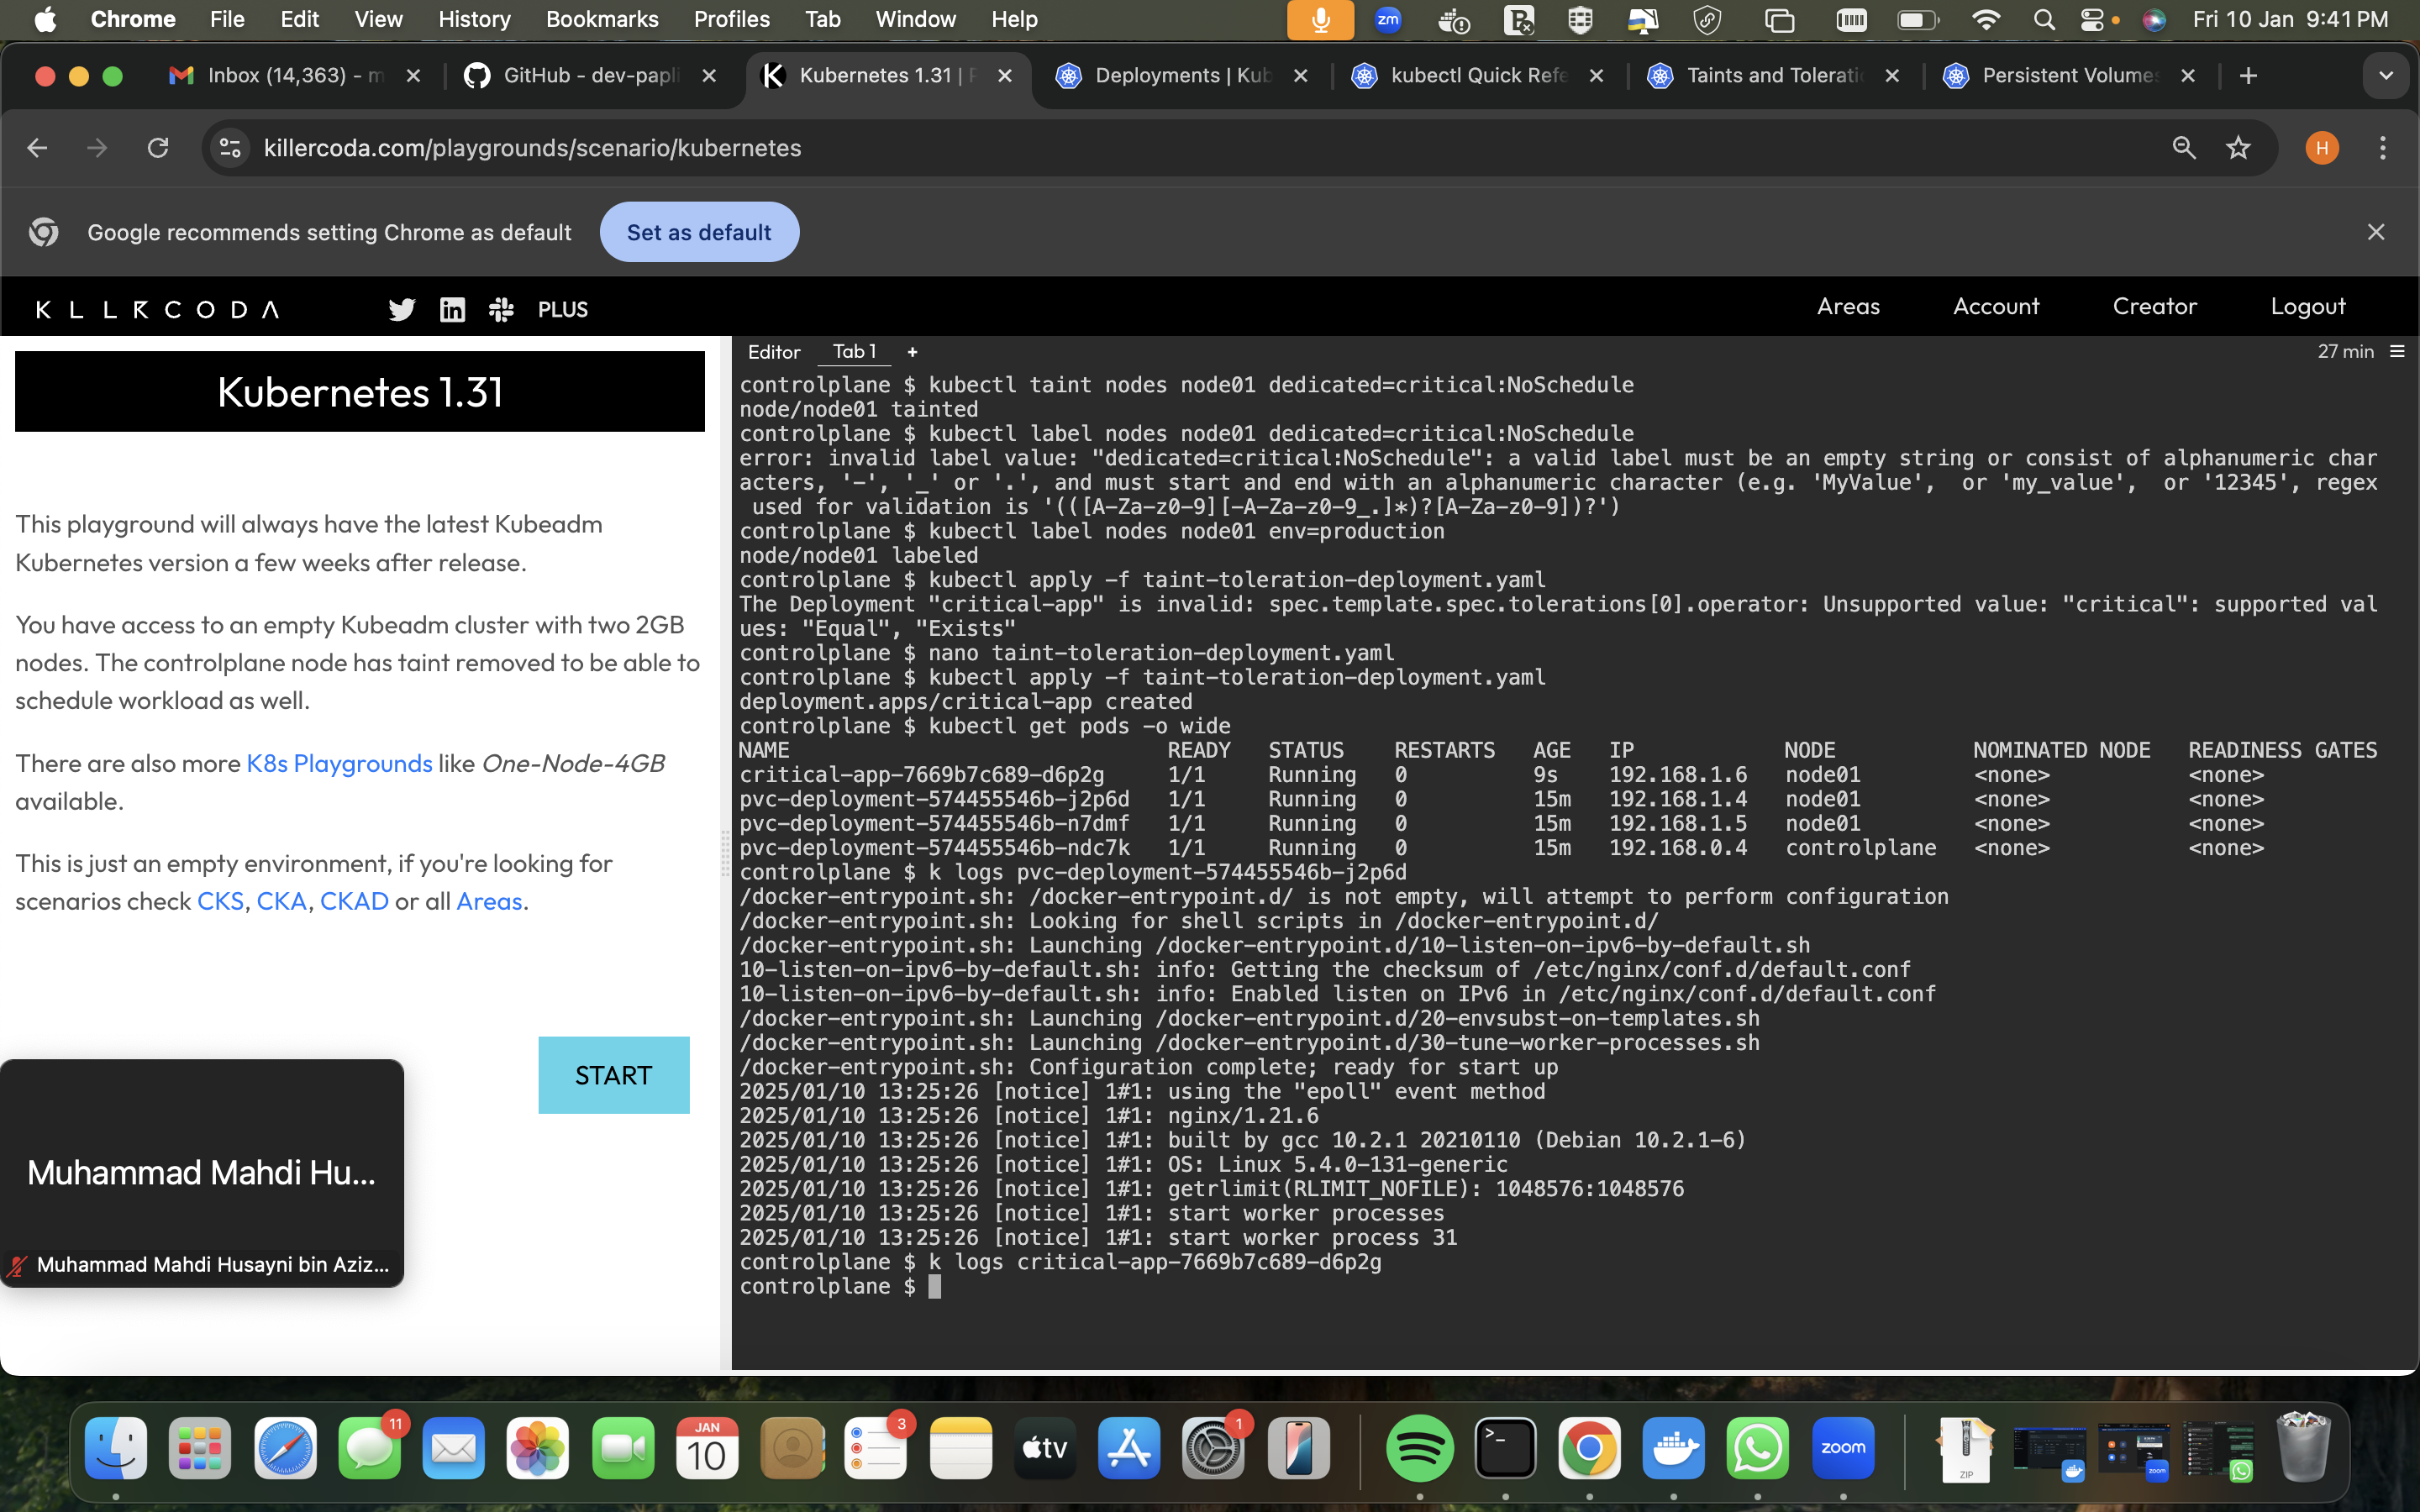 Chrome File Edit View History Bookmarks Profiles Tab Window Help zm Fri 10 Jan 9:41 PM
Inbox (14,363) - m GitHub - dev-papli Kubernetes 1.31 | P Deployments | Kub kubectl Quick Refe Taints and Toleratio Persistent Volumes
killercoda.com/playgrounds/scenario/kubernetes H
Google recommends setting Chrome as default Set as default
KLLRCODA PLUS Areas Account Creator Logout
Kubernetes 1.31
This playground will always have the latest Kubeadm
Kubernetes version a few weeks after release.
You have access to an empty Kubeadm cluster with two 2GB
nodes. The controlplane node has taint removed to be able to
schedule workload as well.
There are also more K8s Playgrounds like One-Node-4GB
available.
This is just an empty environment, if you're looking for
scenarios check CKS, CKA, CKAD or all Areas.
START
Muhammad Mahdi Hu...
Muhammad Mahdi Husayni bin Aziz...
Editor Tab 1 + 27 min
controlplane $ kubectl taint nodes node01 dedicated=critical:NoSchedule
node/node01 tainted
controlplane $ kubectl label nodes node01 dedicated=critical:NoSchedule
error: invalid label value: "dedicated=critical:NoSchedule": a valid label must be an empty string or consist of alphanumeric char
acters, '-', '_' or '.', and must start and end with an alphanumeric character (e.g. 'MyValue',  or 'my_value',  or '12345', regex
 used for validation is '(([A-Za-z0-9][-A-Za-z0-9_.]*)?[A-Za-z0-9])?')
controlplane $ kubectl label nodes node01 env=production
node/node01 labeled
controlplane $ kubectl apply -f taint-toleration-deployment.yaml
The Deployment "critical-app" is invalid: spec.template.spec.tolerations[0].operator: Unsupported value: "critical": supported val
ues: "Equal", "Exists"
controlplane $ nano taint-toleration-deployment.yaml
controlplane $ kubectl apply -f taint-toleration-deployment.yaml
deployment.apps/critical-app created
controlplane $ kubectl get pods -o wide
NAME READY STATUS RESTARTS AGE IP NODE NOMINATED NODE READINESS GATES
critical-app-7669b7c689-d6p2g 1/1 Running 0 9s 192.168.1.6 node01 <none> <none>
pvc-deployment-574455546b-j2p6d 1/1 Running 0 15m 192.168.1.4 node01 <none> <none>
pvc-deployment-574455546b-n7dmf 1/1 Running 0 15m 192.168.1.5 node01 <none> <none>
pvc-deployment-574455546b-ndc7k 1/1 Running 0 15m 192.168.0.4 controlplane <none> <none>
controlplane $ k logs pvc-deployment-574455546b-j2p6d
/docker-entrypoint.sh: /docker-entrypoint.d/ is not empty, will attempt to perform configuration
/docker-entrypoint.sh: Looking for shell scripts in /docker-entrypoint.d/
/docker-entrypoint.sh: Launching /docker-entrypoint.d/10-listen-on-ipv6-by-default.sh
10-listen-on-ipv6-by-default.sh: info: Getting the checksum of /etc/nginx/conf.d/default.conf
10-listen-on-ipv6-by-default.sh: info: Enabled listen on IPv6 in /etc/nginx/conf.d/default.conf
/docker-entrypoint.sh: Launching /docker-entrypoint.d/20-envsubst-on-templates.sh
/docker-entrypoint.sh: Launching /docker-entrypoint.d/30-tune-worker-processes.sh
/docker-entrypoint.sh: Configuration complete; ready for start up
2025/01/10 13:25:26 [notice] 1#1: using the "epoll" event method
2025/01/10 13:25:26 [notice] 1#1: nginx/1.21.6
2025/01/10 13:25:26 [notice] 1#1: built by gcc 10.2.1 20210110 (Debian 10.2.1-6)
2025/01/10 13:25:26 [notice] 1#1: OS: Linux 5.4.0-131-generic
2025/01/10 13:25:26 [notice] 1#1: getrlimit(RLIMIT_NOFILE): 1048576:1048576
2025/01/10 13:25:26 [notice] 1#1: start worker processes
2025/01/10 13:25:26 [notice] 1#1: start worker process 31
controlplane $ k logs critical-app-7669b7c689-d6p2g
controlplane $
11 JAN 10 3 tv 1 >_ zoom ZIP zoom